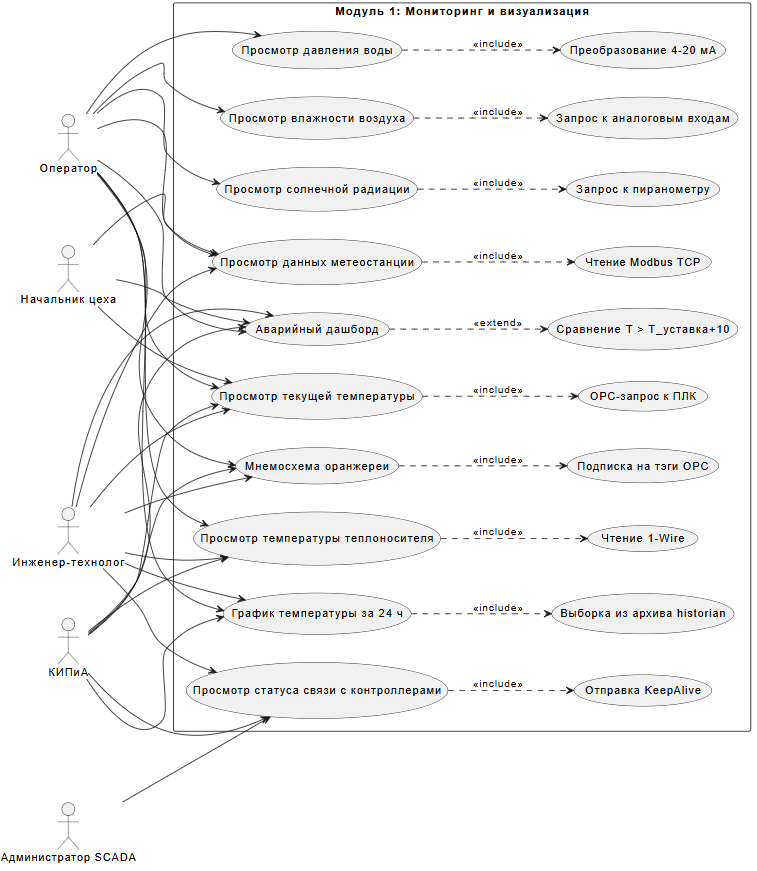 Модуль 1: Мониторинг и визуализация
Просмотр давления воды
«include»
Преобразование 4-20 мА
Просмотр влажности воздуха
«include»
Запрос к аналоговым входам
Оператор
Просмотр солнечной радиации
«include»
Запрос к пиранометру
Просмотр данных метеостанции
«include»
Чтение Modbus TCP
Начальник цеха
Аварийный дашборд
«extend»
Сравнение T > T_уставка+10
Просмотр текущей температуры
«include»
OPC-запрос к ПЛК
Мнемосхема оранжереи
«include»
Подписка на тэги OPC
Просмотр температуры теплоносителя
«include»
Чтение 1-Wire
Инженер-технолог
График температуры за 24 ч
«include»
Выборка из архива historian
КИПиА
Просмотр статуса связи с контроллерами
«include»
Отправка KeepAlive
Администратор SCADA